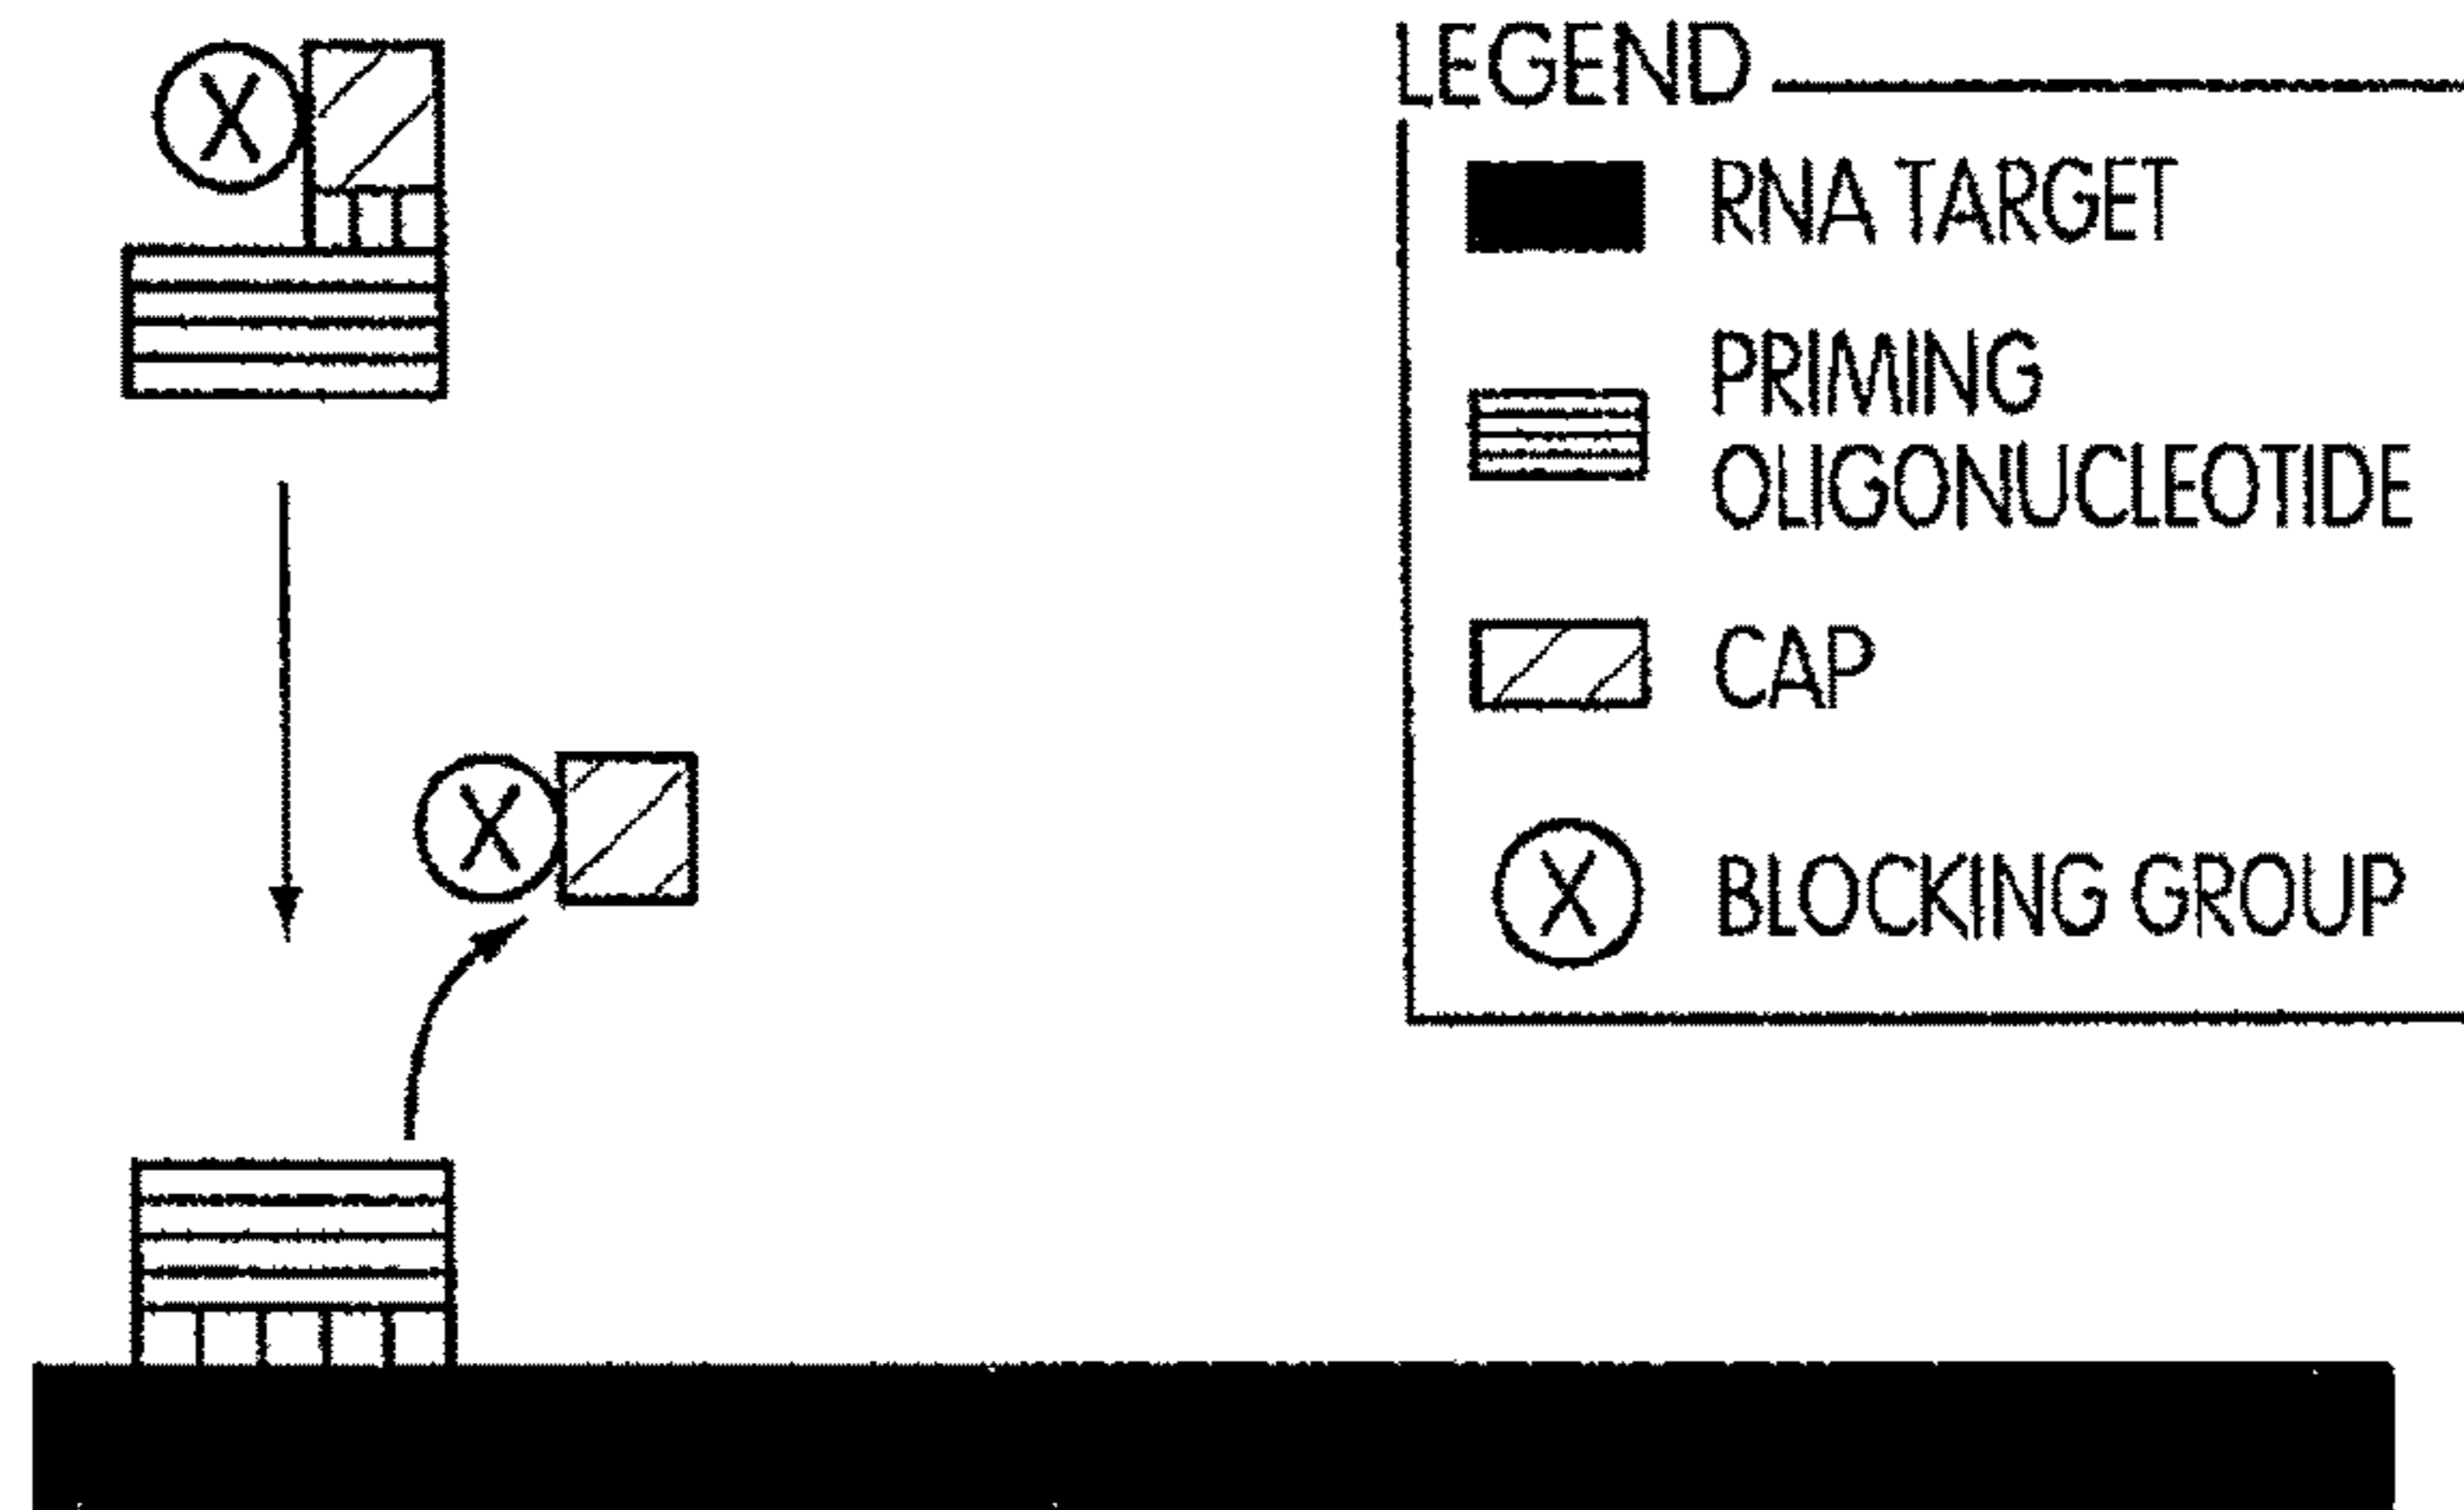 LEGEND
RNA TARGET
PRIMING
OLIGONUCLEOTIDE
CAP
BLOCKING GROUP
X
X
X